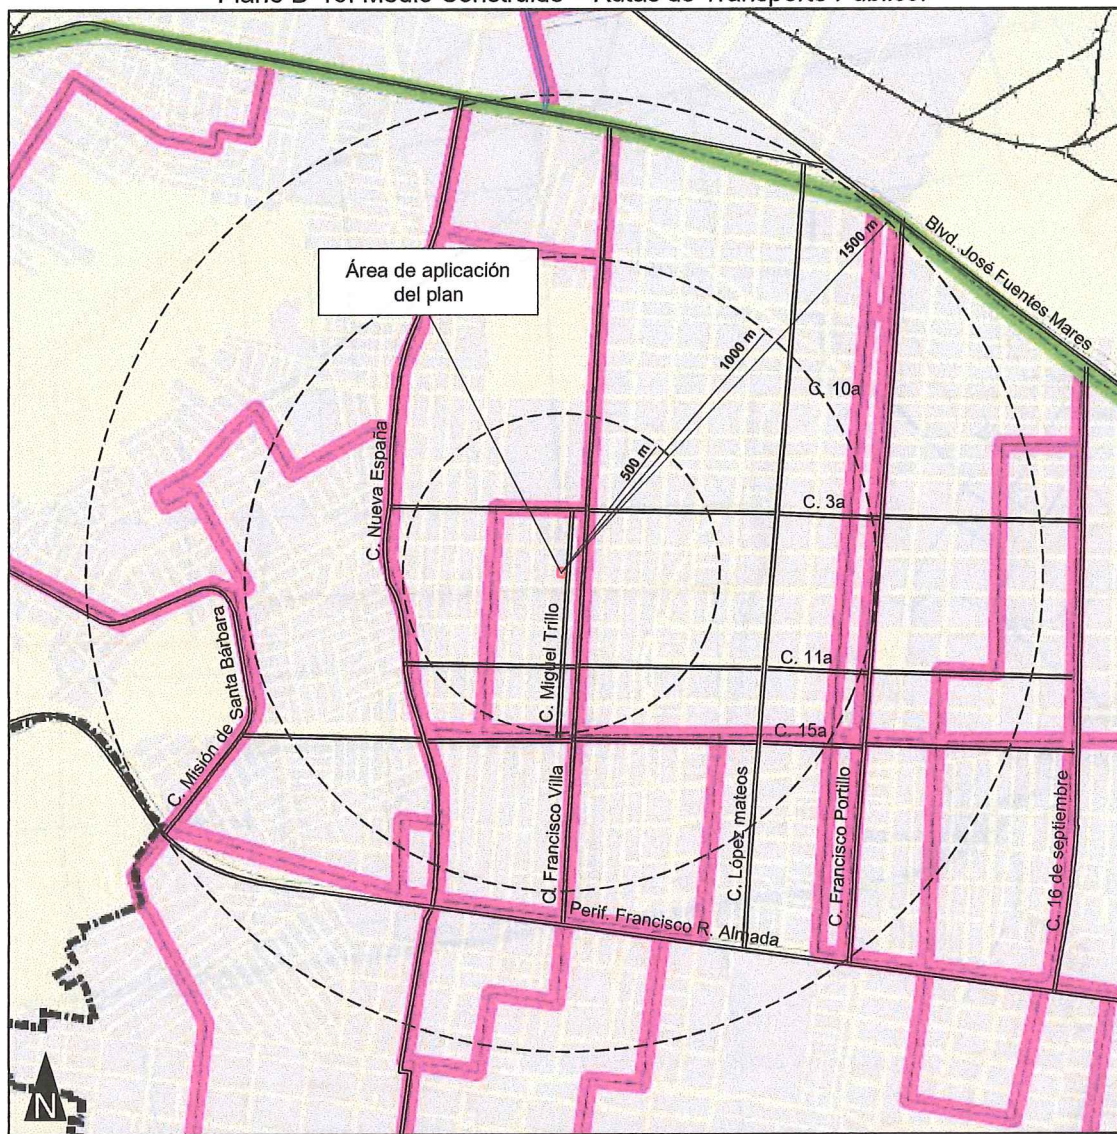 Blvd. José Fuentes Mares
1500 m
Área de aplicación
del plan
1000 m
C. 10a
500 m
C. Nueva España
C. 3a
C. Misión de Santa Bárbara
C. Miguel Trillo
C. 11a
C. 15a
C. Francisco Villa
C. López mateos
C. Francisco Portillo
C. 16 de septiembre
Perif. Francisco R. Almada
N